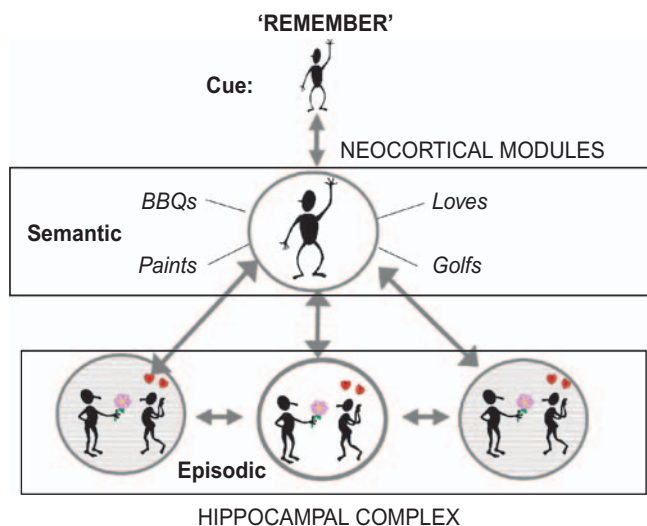 'REMEMBER'
Cue:
NEOCORTICAL MODULES
BBQs
Loves
Semantic
Paints
Golfs
Episodic
HIPPOCAMPAL COMPLEX